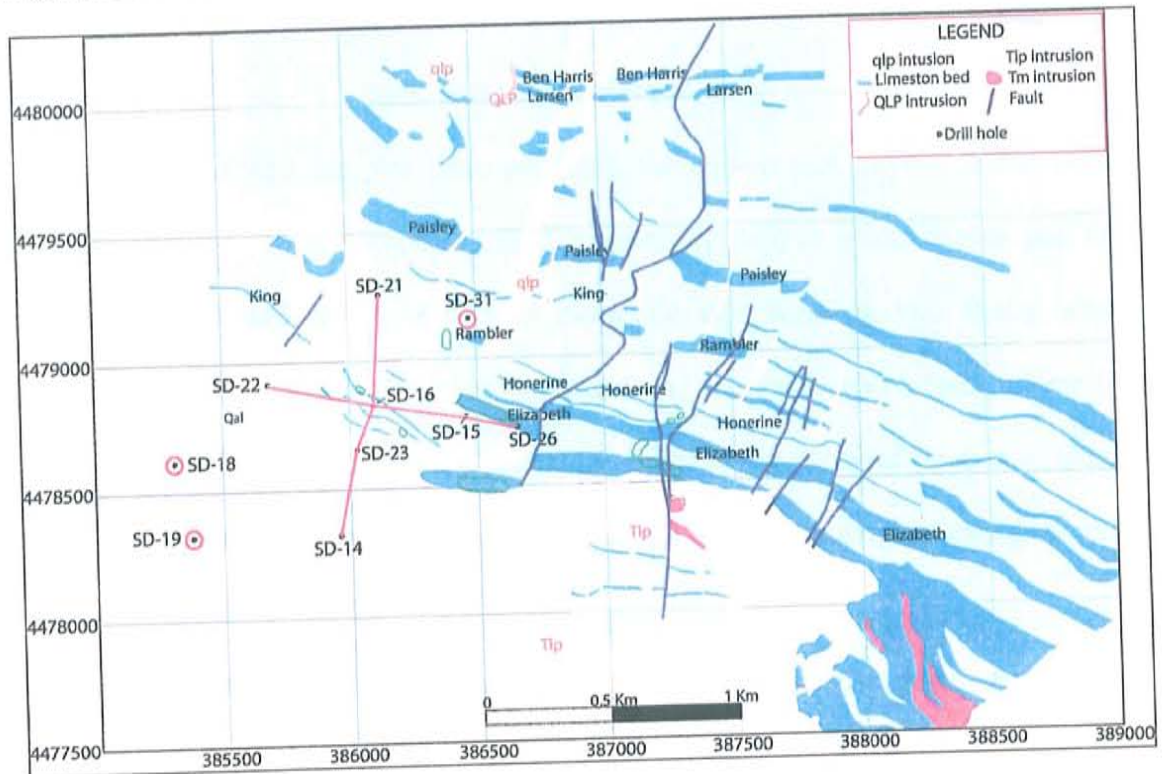 LEGEND
qlp intusion
Tlp intrusion
Limeston bed
Tm intrusion
QLP Intrusion
Fault
Drill hole
qlp
Ben Harris
Ben Harris
QLP
Larsen
Larsen
4480000
Paisley
4479500
Paisley
Paisley
qlp
King
SD-21
SD-31
King
Rambler
4479000
Rambler
SD-22
SD-16
Honerine
Honerine
Qal
Elizabeth
Honerine
SD-15
SD-26
SD-23
Elizabeth
SD-18
4478500
SD-19
SD-14
Tlp
Elizabeth
4478000
Tlp
0
0.5 Km
1 Km
4477500
385500
386000
386500
387000
387500
388000
388500
389000